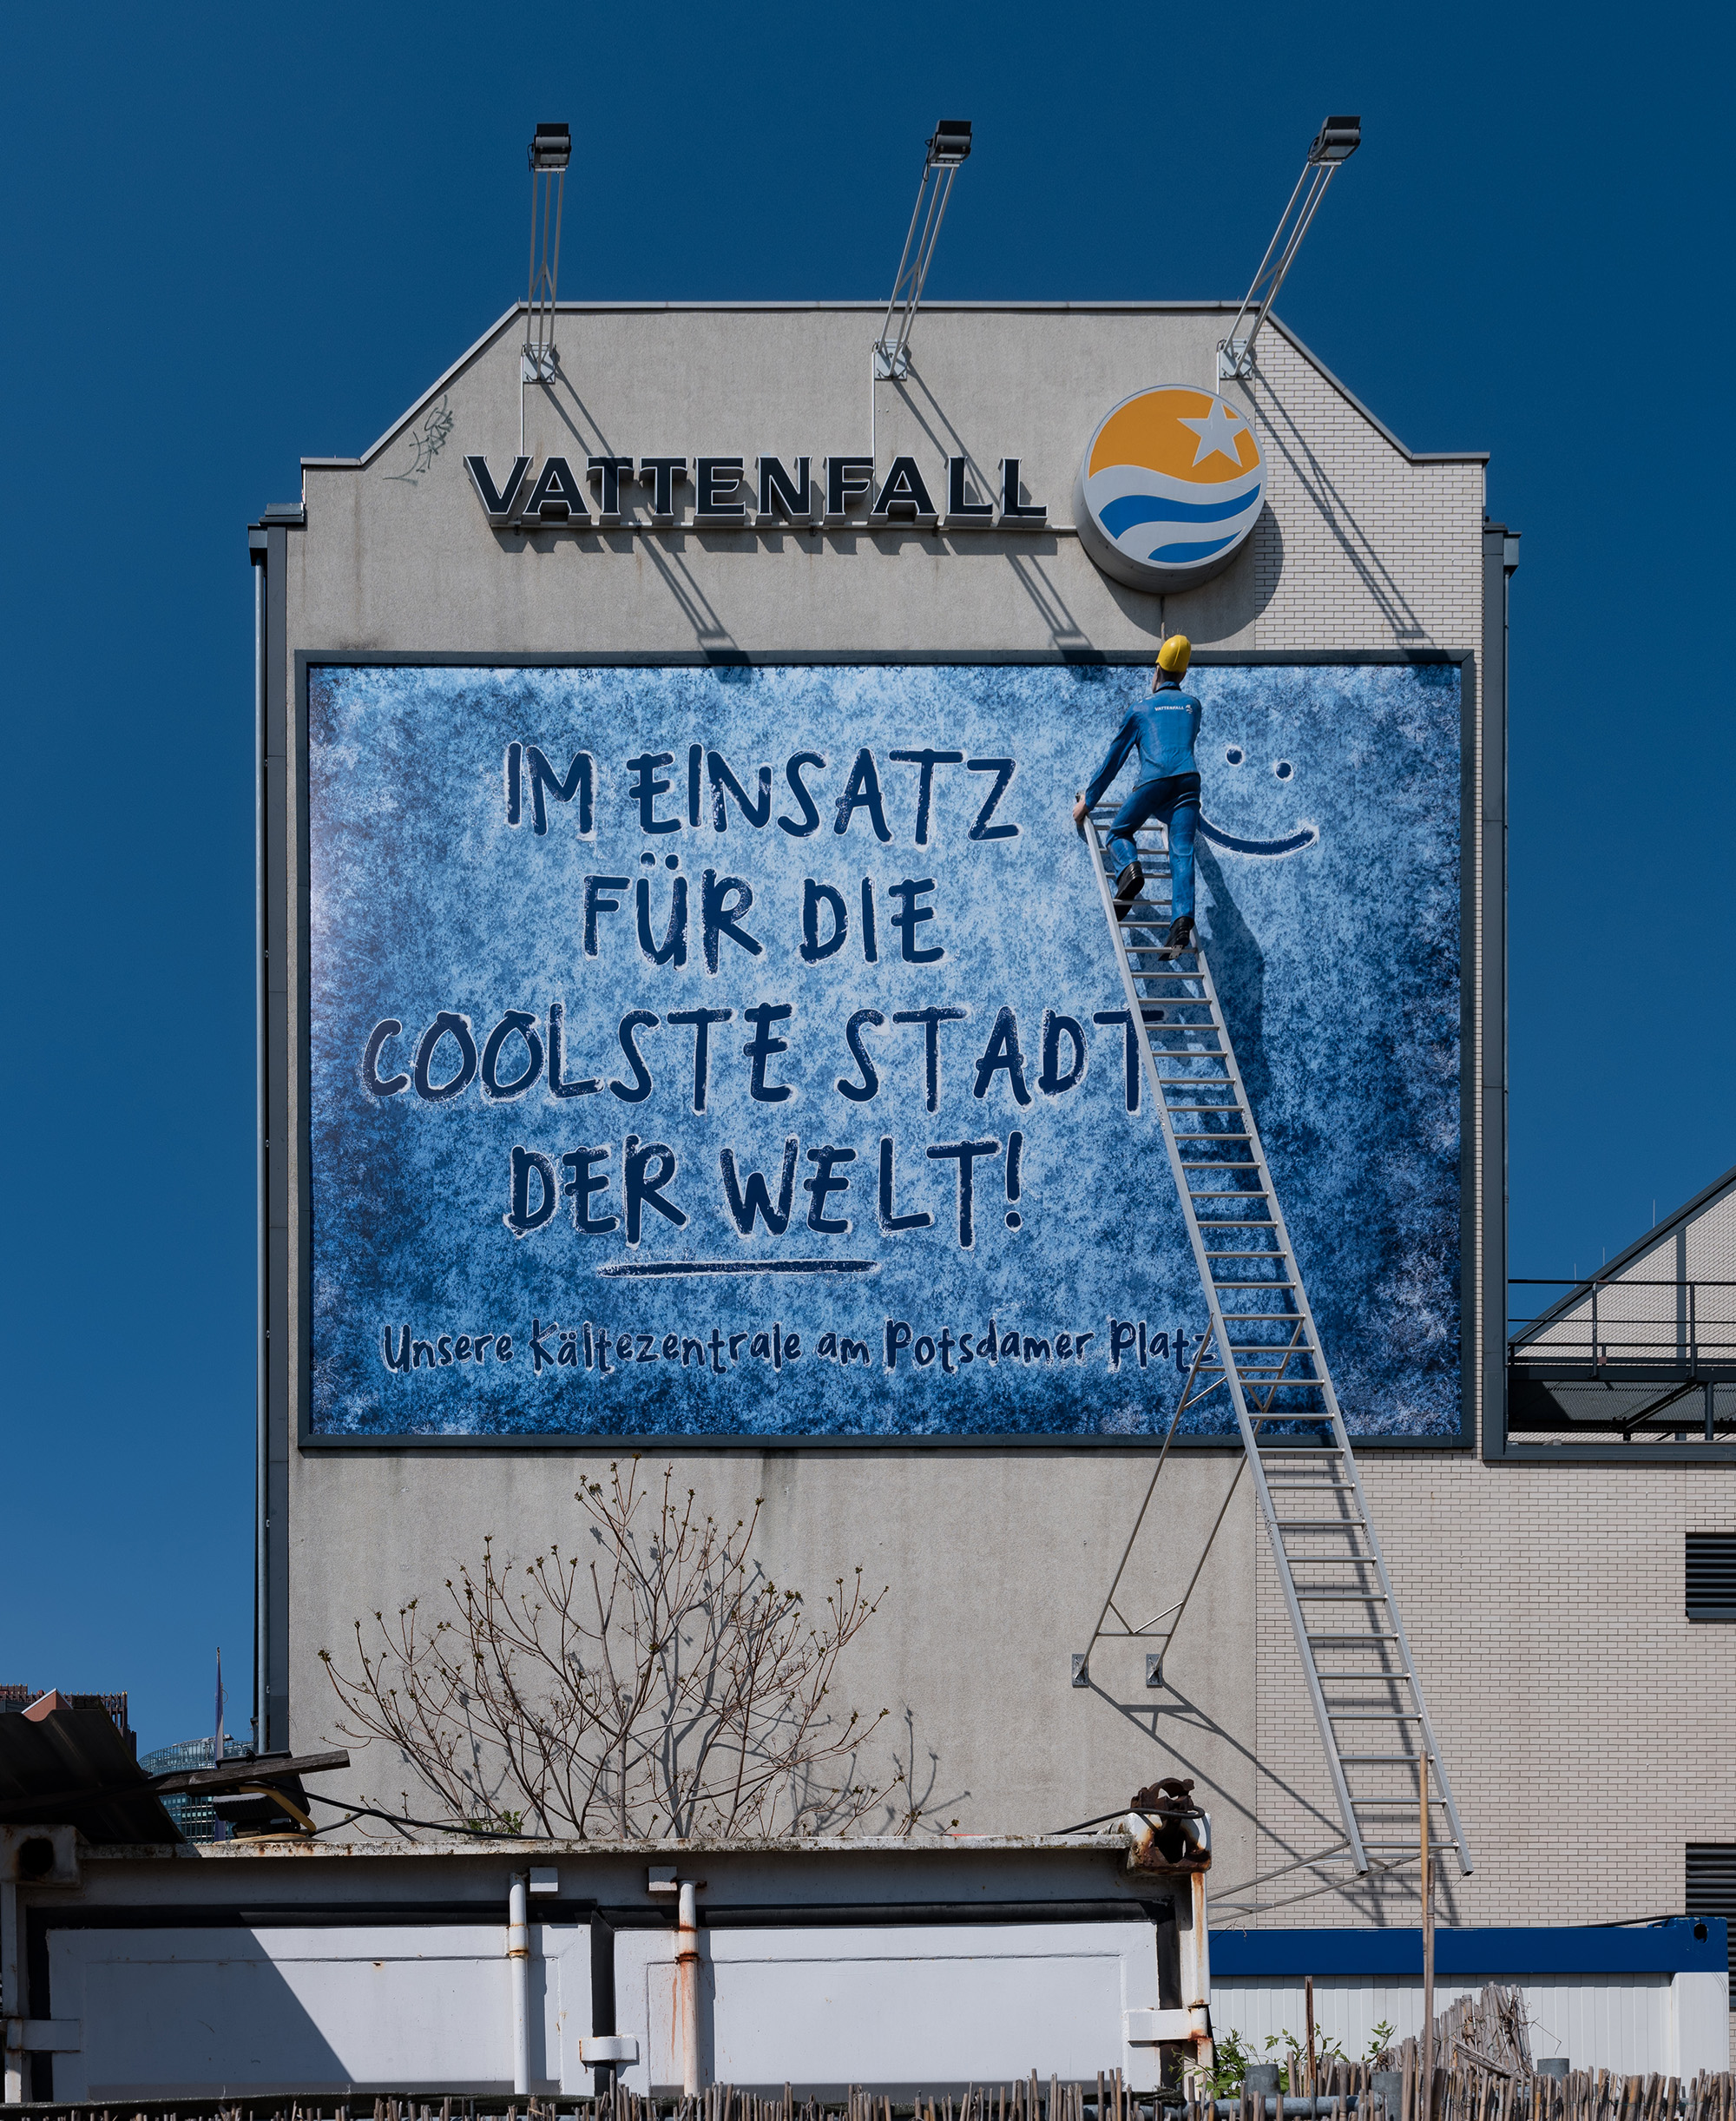 VATTENFALL
VATTENFALL
IM EINSATZ
FÜR DIE
COOLSTE STADT
DER WELT!
Unsere Kältezentrale am Potsdamer Platz